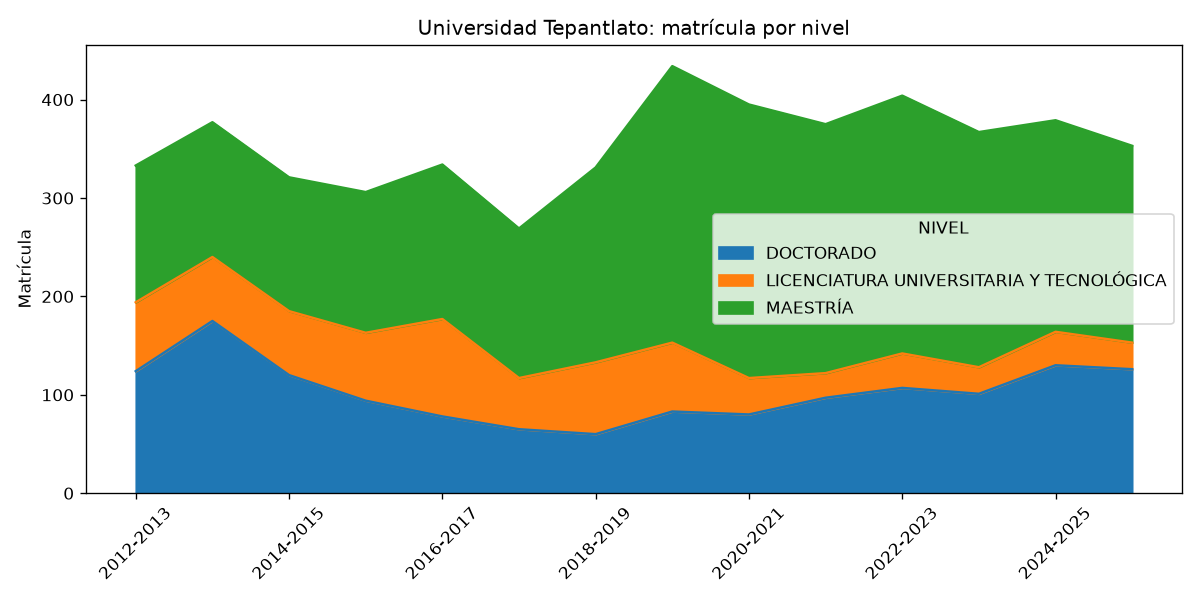 Universidad Tepantlato: matrícula por nivel
Matrícula
400
300
200
100
0
NIVEL
DOCTORADO
LICENCIATURA UNIVERSITARIA Y TECNOLÓGICA
MAESTRÍA
2012-2013
2014-2015
2016-2017
2018-2019
2020-2021
2022-2023
2024-2025